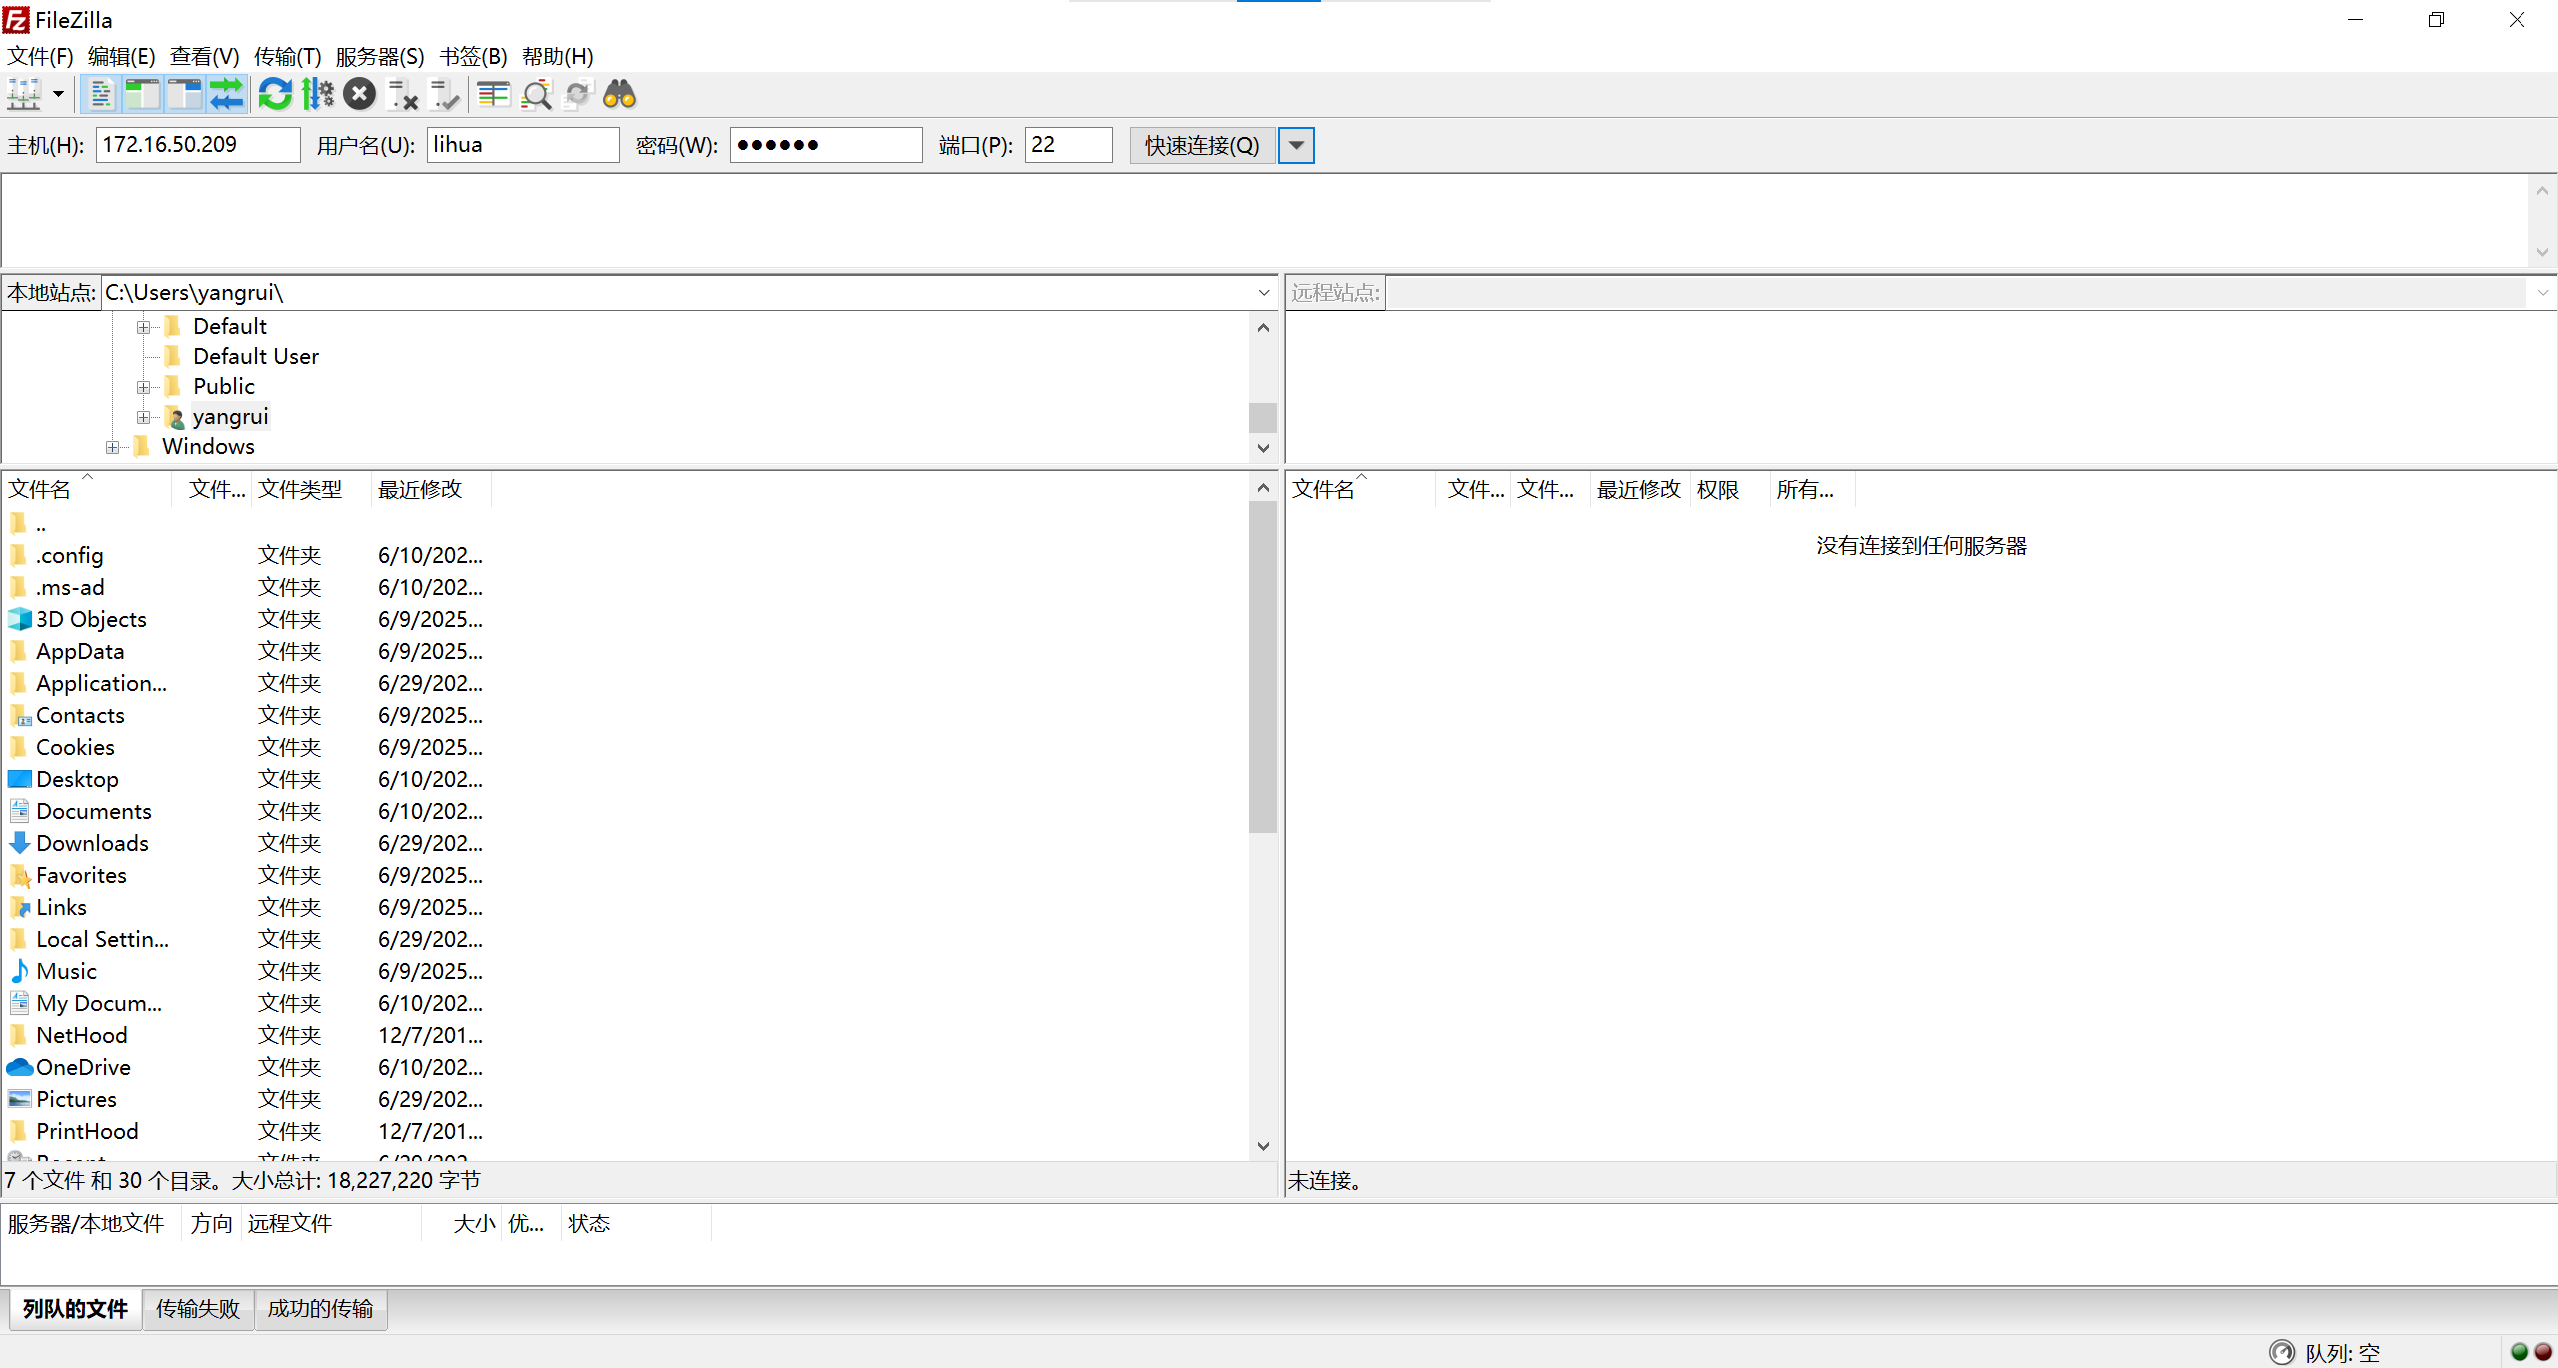 FileZilla
文件(F) 编辑(E) 查看(V) 传输(T) 服务器(S) 书签(B) 帮助(H)
主机(H): 172.16.50.209 用户名(U): lihua 密码(W): ●●●●●● 端口(P): 22 快速连接(Q)
本地站点: C:\Users\yangrui\
Default
Default User
Public
yangrui
Windows
远程站点:
文件名 文件... 文件类型 最近修改
..
.config 文件夹 6/10/202...
.ms-ad 文件夹 6/10/202...
3D Objects 文件夹 6/9/2025...
AppData 文件夹 6/9/2025...
Application... 文件夹 6/29/202...
Contacts 文件夹 6/9/2025...
Cookies 文件夹 6/9/2025...
Desktop 文件夹 6/10/202...
Documents 文件夹 6/10/202...
Downloads 文件夹 6/29/202...
Favorites 文件夹 6/9/2025...
Links 文件夹 6/9/2025...
Local Settin... 文件夹 6/29/202...
Music 文件夹 6/9/2025...
My Docum... 文件夹 6/10/202...
NetHood 文件夹 12/7/201...
OneDrive 文件夹 6/10/202...
Pictures 文件夹 6/29/202...
PrintHood 文件夹 12/7/201...
Recent 文件夹 6/29/202...
7 个文件 和 30 个目录。大小总计: 18,227,220 字节
文件名 文件... 文件... 最近修改 权限 所有...
没有连接到任何服务器
未连接。
服务器/本地文件 方向 远程文件 大小 优... 状态
列队的文件 传输失败 成功的传输
队列: 空